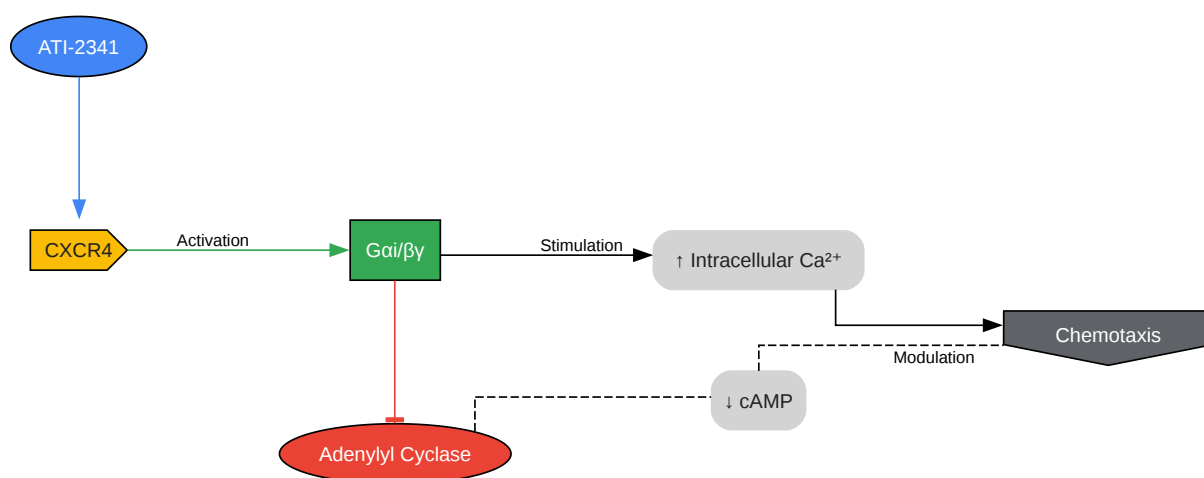 ATI-2341
CXCR4
Activation
Gαi/βγ
Stimulation
↑ Intracellular Ca²⁺
Chemotaxis
Modulation
↓ cAMP
Adenylyl Cyclase